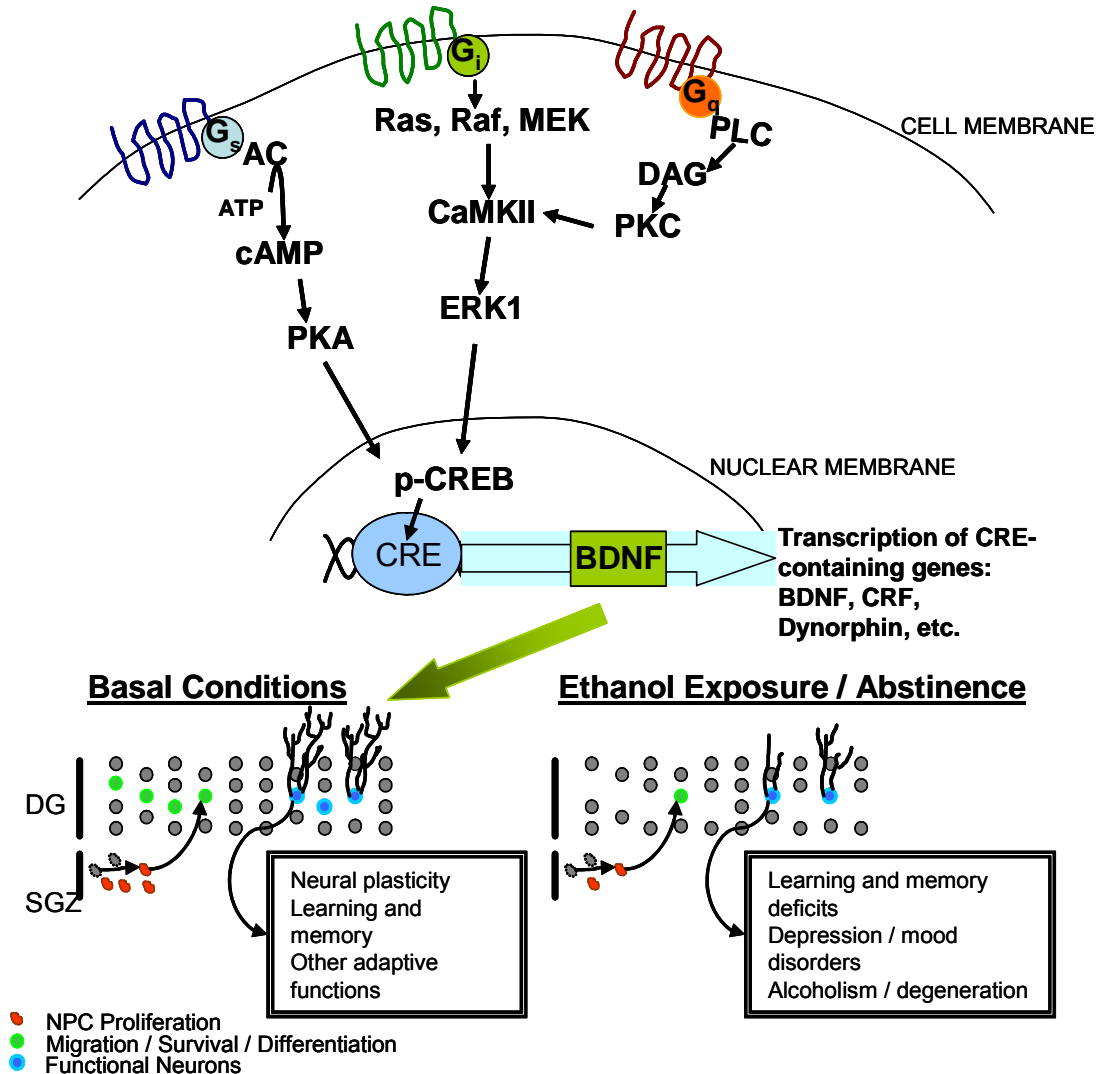 Gi
Gq
Gs
AC
Ras, Raf, MEK
PLC
CELL MEMBRANE
DAG
ATP
CaMKII
PKC
cAMP
ERK1
PKA
NUCLEAR MEMBRANE
p-CREB
CRE
BDNF
Transcription of CRE-
containing genes:
BDNF, CRF,
Dynorphin, etc.
Basal Conditions
Ethanol Exposure / Abstinence
DG
SGZ
Neural plasticity
Learning and
memory
Other adaptive
functions
Learning and memory
deficits
Depression / mood
disorders
Alcoholism / degeneration
NPC Proliferation
Migration / Survival / Differentiation
Functional Neurons